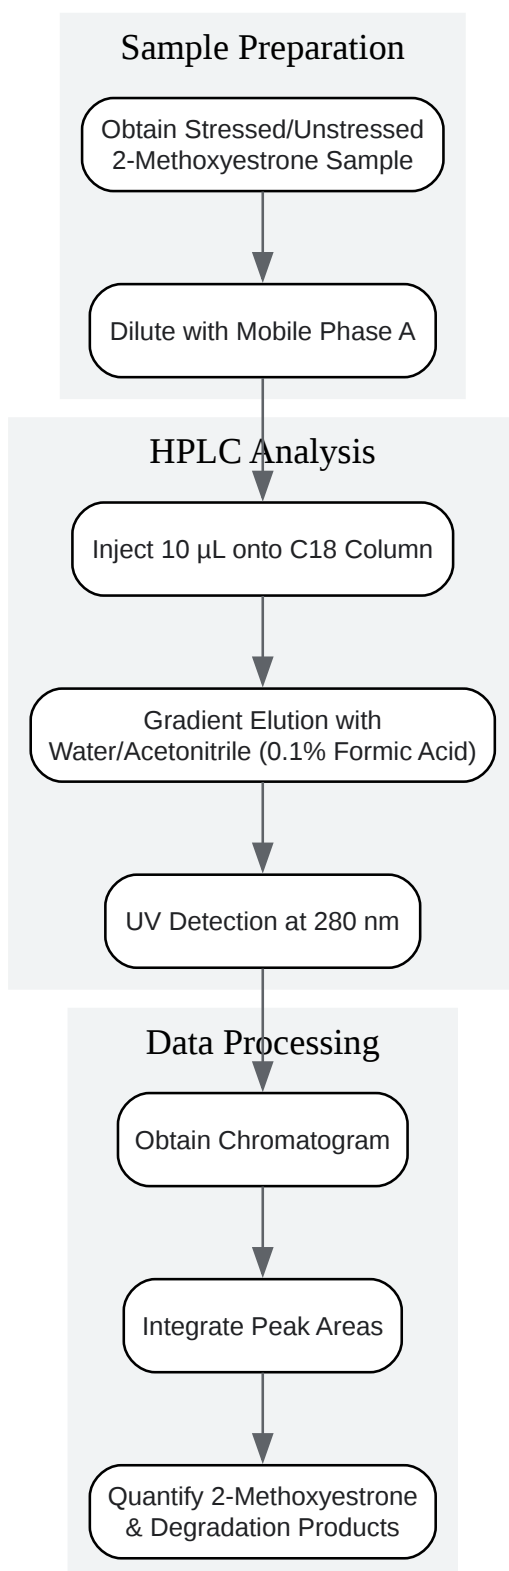 Sample Preparation
Obtain Stressed/Unstressed
2-Methoxyestrone Sample
Dilute with Mobile Phase A
HPLC Analysis
Inject 10 µL onto C18 Column
Gradient Elution with
Water/Acetonitrile (0.1% Formic Acid)
UV Detection at 280 nm
Data Processing
Obtain Chromatogram
Integrate Peak Areas
Quantify 2-Methoxyestrone
& Degradation Products